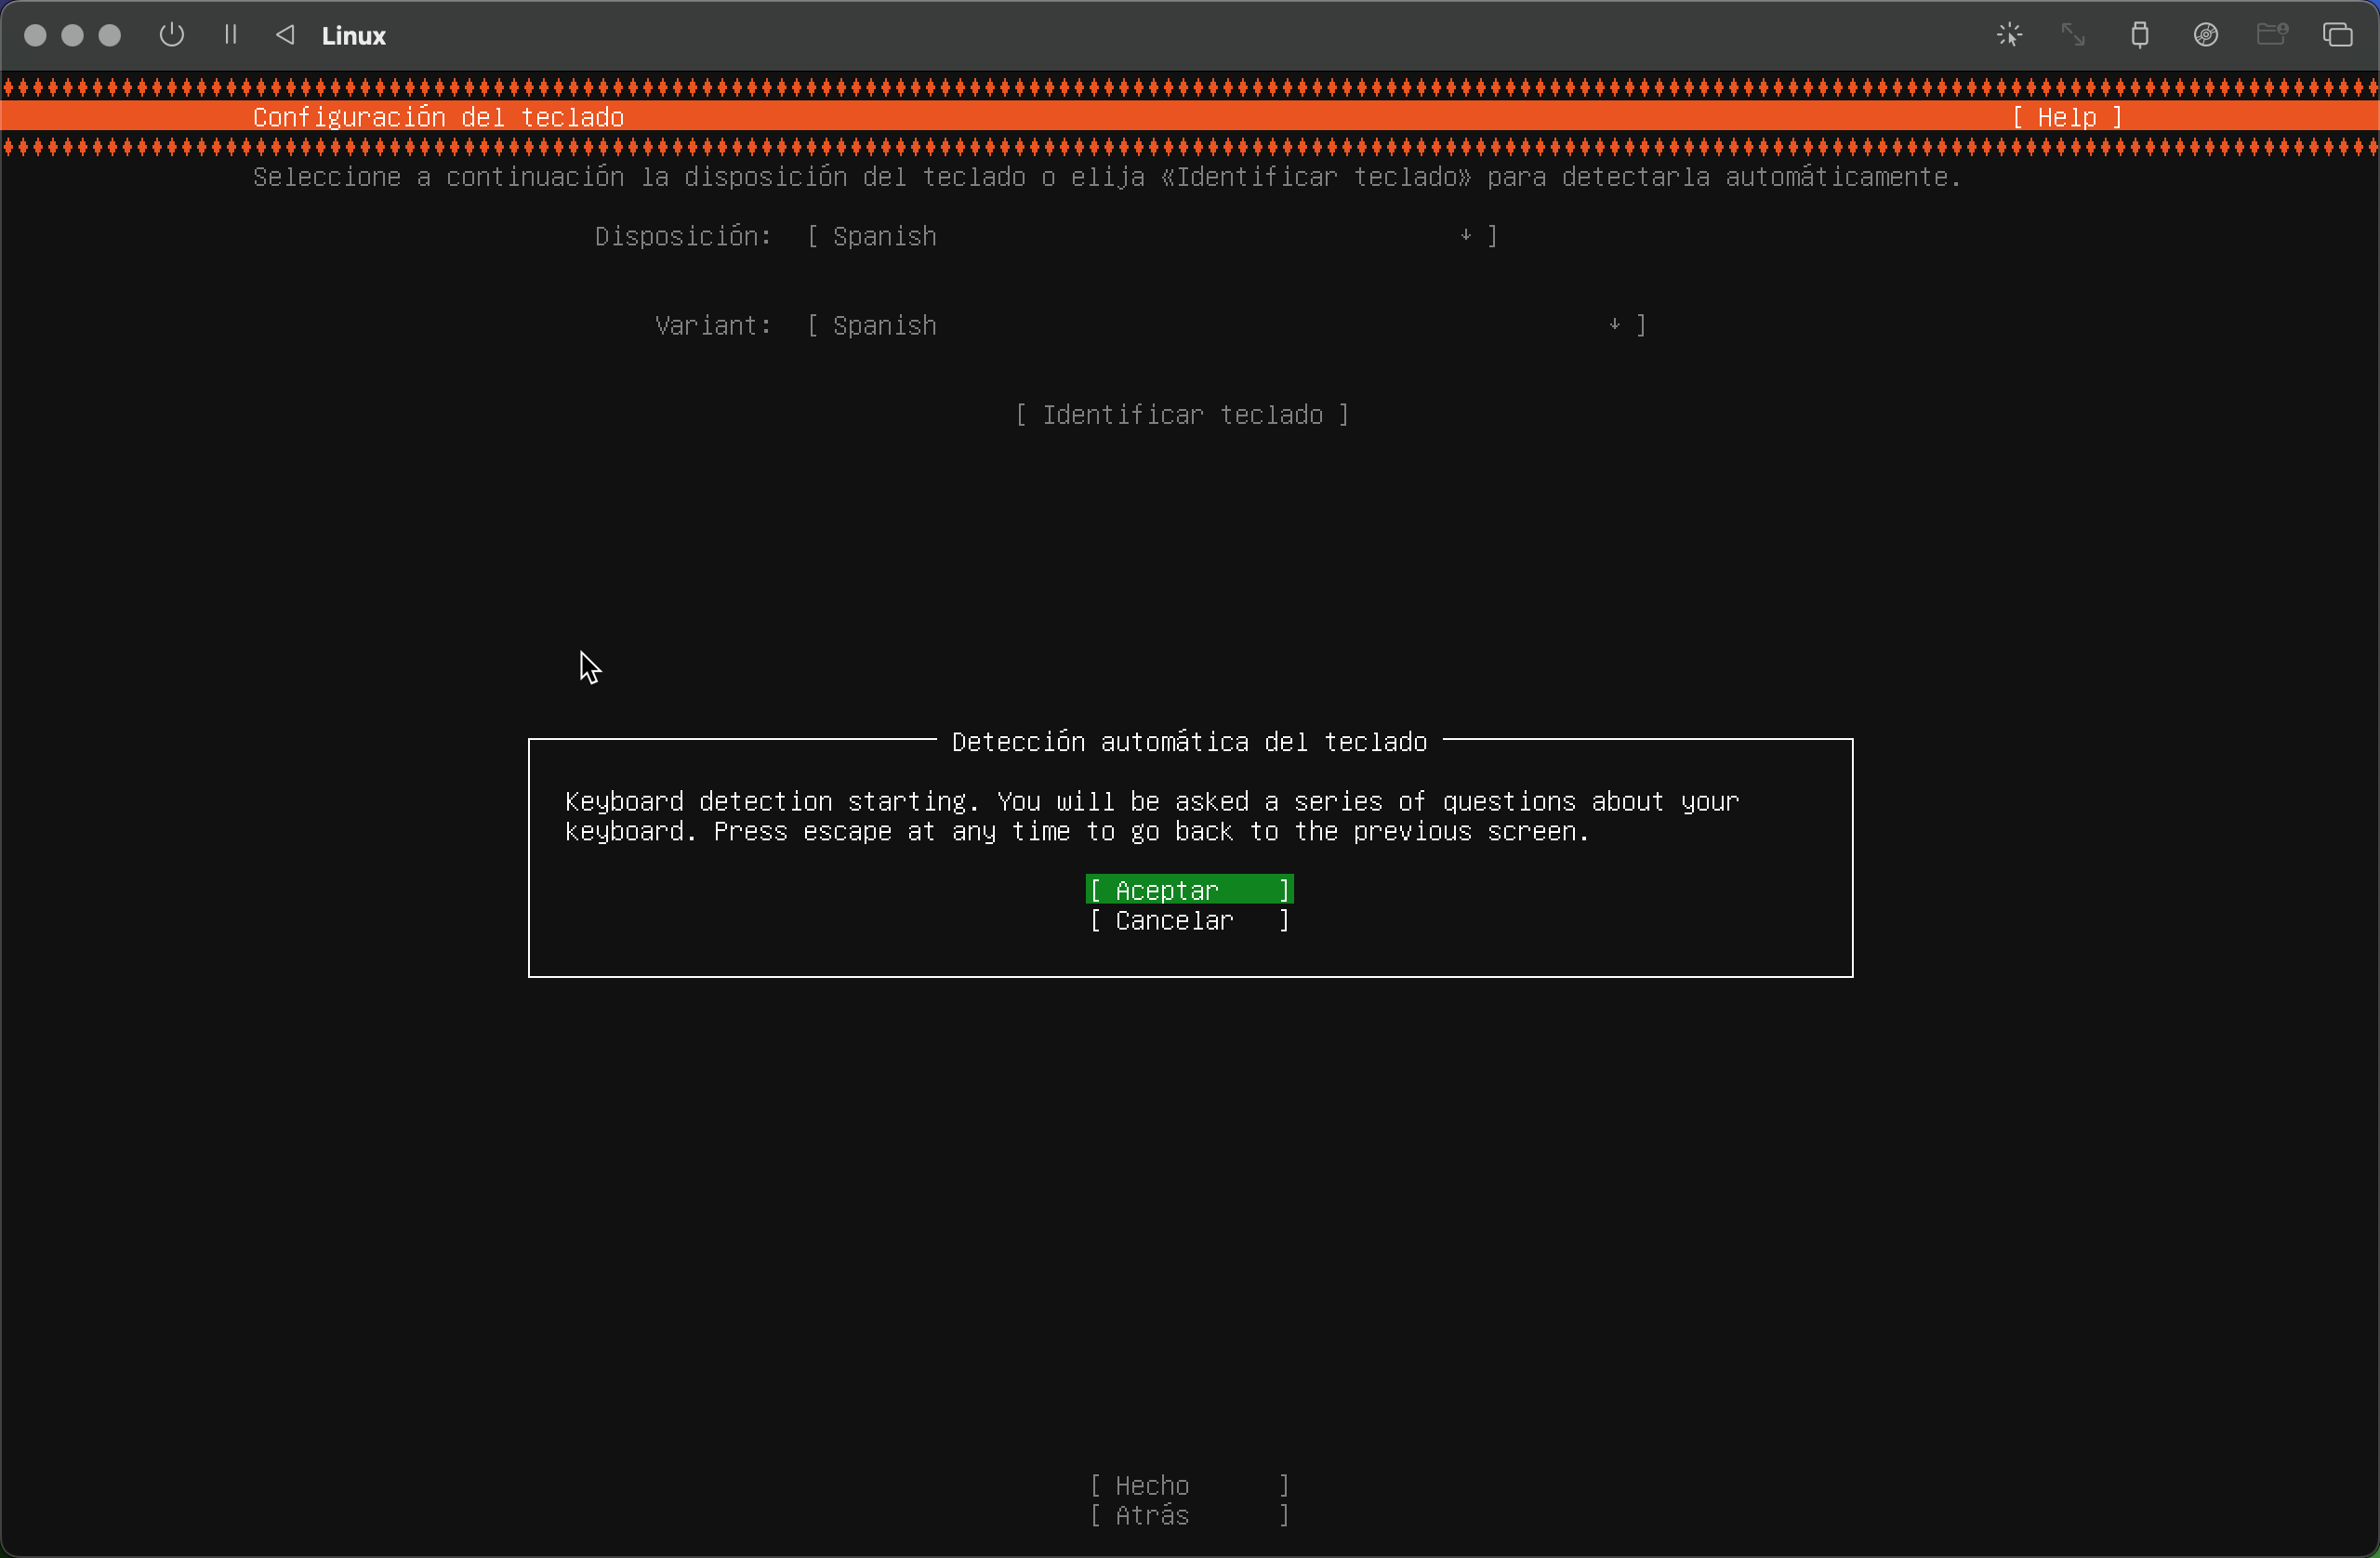 Linux
Configuración del teclado [ Help ]
Seleccione a continuación la disposición del teclado o elija «Identificar teclado» para detectarla automáticamente.
Disposición: [ Spanish ↓ ]
Variant: [ Spanish ↓ ]
[ Identificar teclado ]
Detección automática del teclado
Keyboard detection starting. You will be asked a series of questions about your
keyboard. Press escape at any time to go back to the previous screen.
[ Aceptar ]
[ Cancelar ]
[ Hecho ]
[ Atrás ]